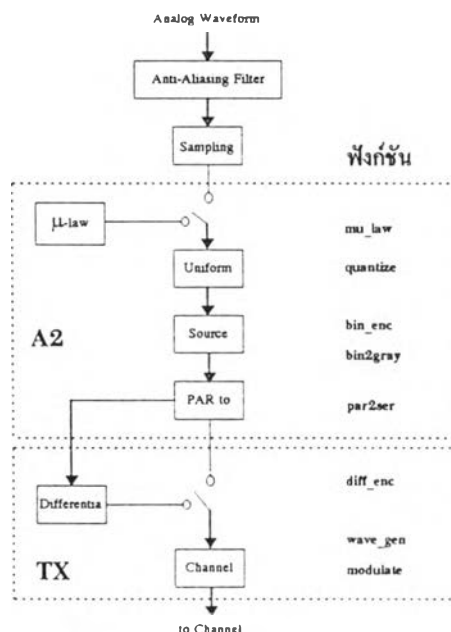 Analog Waveform
Anti-Aliasing Filter
Sampling
ฟังก์ชัน
μ-law
mu_law
Uniform
quantize
A2
Source
bin_enc
bin2gray
PAR to
par2ser
diff_enc
Differentia
wave_gen
TX
Channel
modulate
to Channel